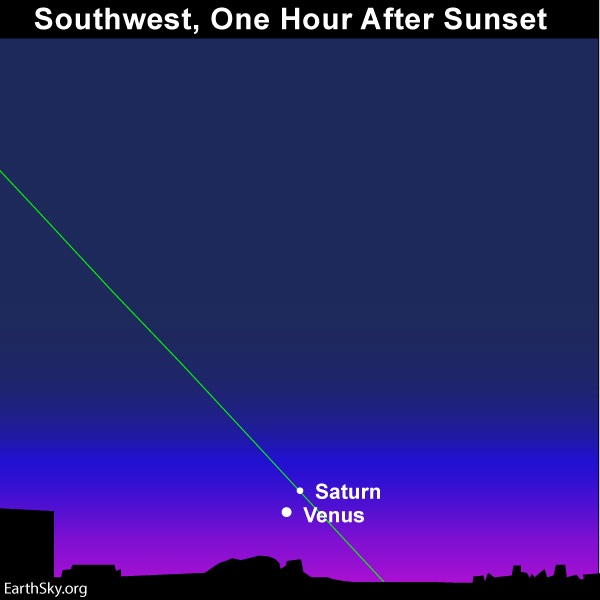 Southwest, One Hour After Sunset
Saturn
Venus
EarthSky.org